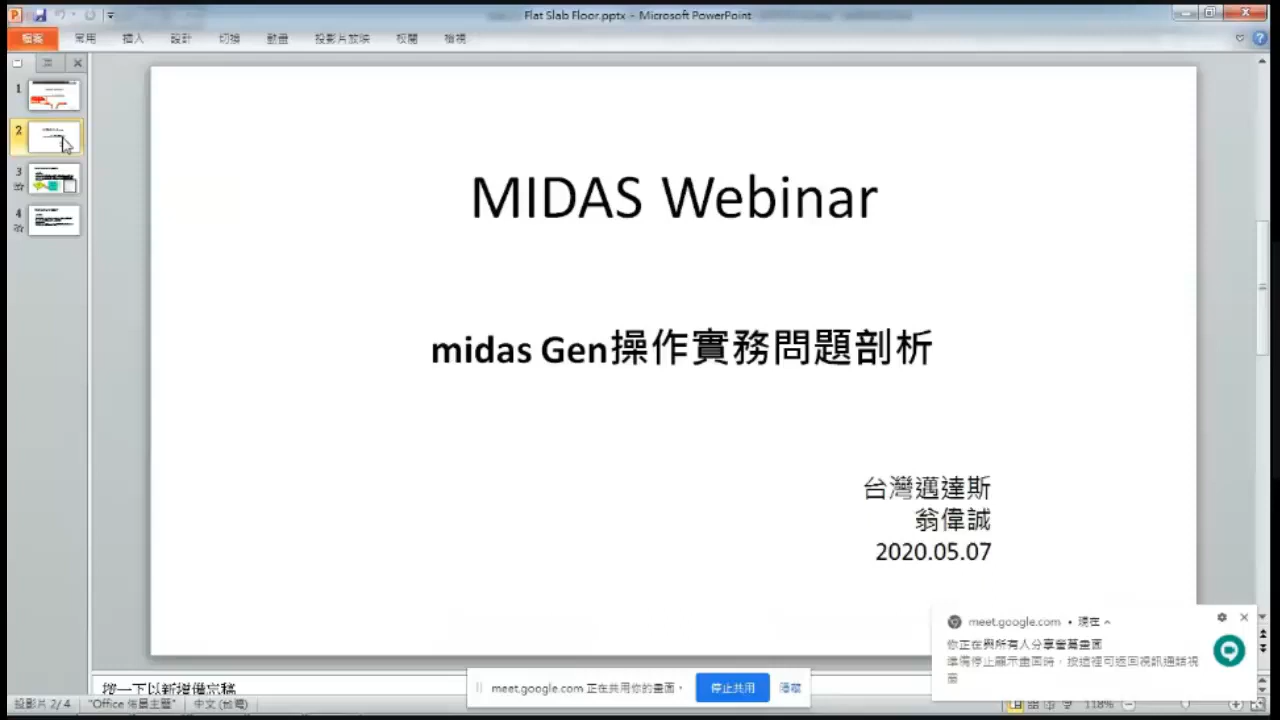 Flat Slab Floor.pptx - Microsoft PowerPoint
檔案 常用 插入 設計 切換 動畫 投影片放映 校閱 檢視
1
2
3
4
MIDAS Webinar
midas Gen操作實務問題剖析
台灣邁達斯
翁偉誠
2020.05.07
meet.google.com • 現在
你正在與所有人分享螢幕畫面
準備停止顯示畫面時，按這裡可返回視訊通話視
窗
按一下以新增備忘稿
meet.google.com 正在共用你的畫面。 停止共用 隱藏
投影片 2/4 "Office 佈景主題" 中文 (台灣) 118%